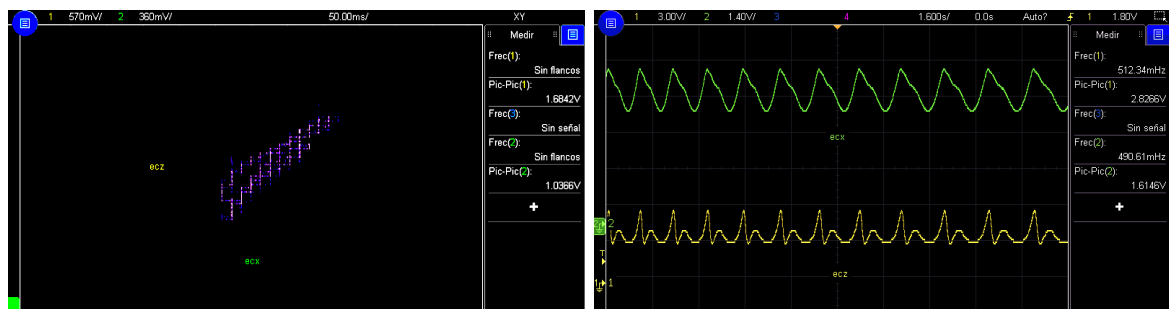 1 570mV/ 2 360mV/ 50.00ms/ XY
Medir
Frec(1):
Sin flancos
Pic-Pic(1):
1.6842V
Frec(3):
Sin señal
Frec(2):
Sin flancos
Pic-Pic(2):
1.0366V
+
ecz
ecx
1 3.00V/ 2 1.40V/ 3 4 1.600s/ 0.0s Auto? 1 1.80V
Medir
Frec(1):
512.34mHz
Pic-Pic(1):
2.8266V
Frec(3):
Sin señal
Frec(2):
490.61mHz
Pic-Pic(2):
1.6146V
+
ecx
2
T
1
ecz